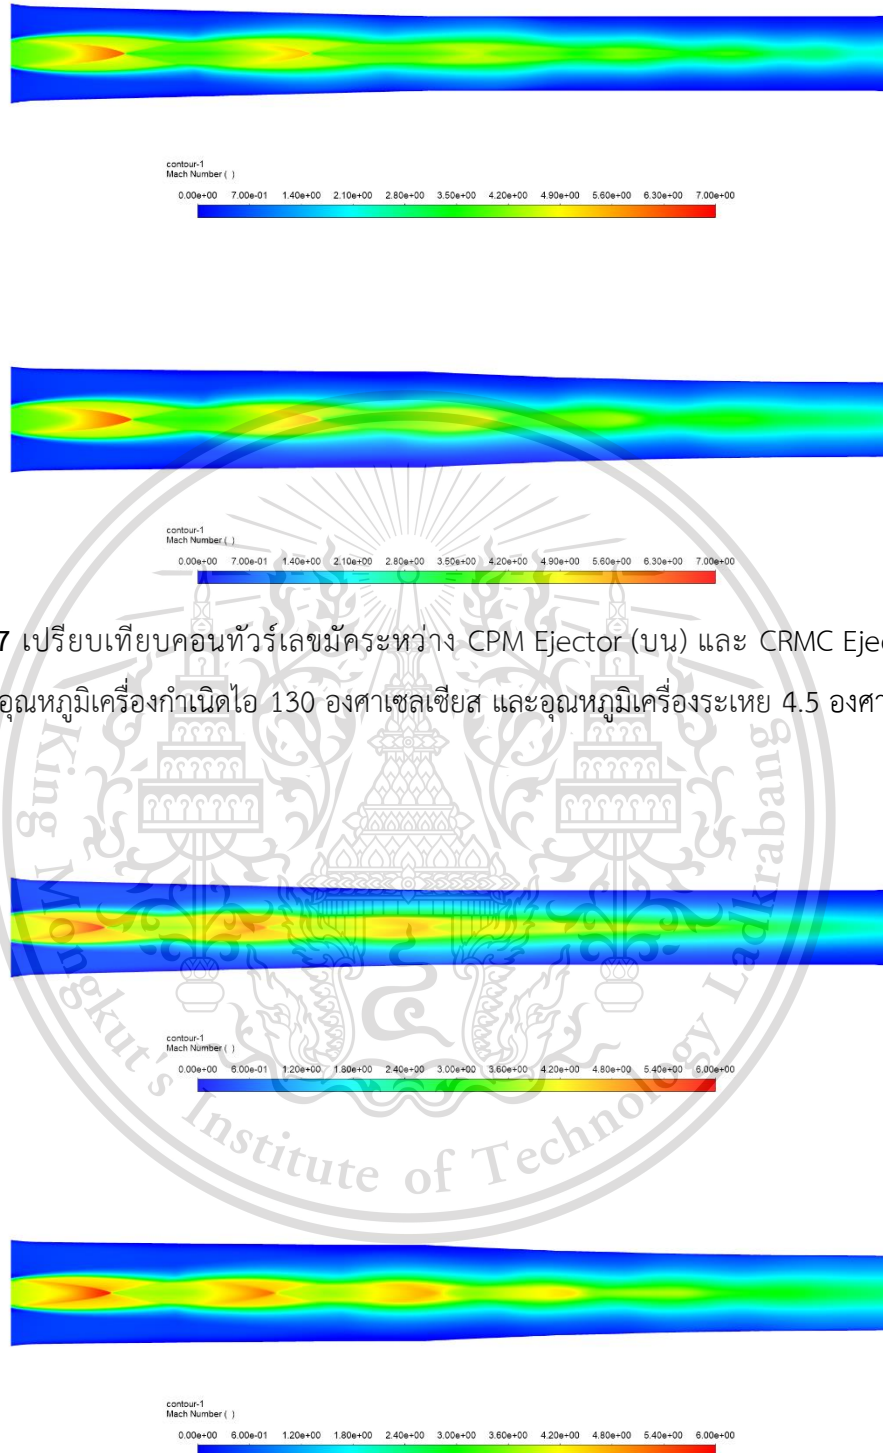 contour-1
Mach Number ( )
0.00e+00 7.00e-01 1.40e+00 2.10e+00 2.80e+00 3.50e+00 4.20e+00 4.90e+00 5.60e+00 6.30e+00 7.00e+00
contour-1
Mach Number ( )
0.00e+00 7.00e-01 1.40e+00 2.10e+00 2.80e+00 3.50e+00 4.20e+00 4.90e+00 5.60e+00 6.30e+00 7.00e+00
7 เปรียบเทียบคอนทัวร์เลขมัคระหว่าง CPM Ejector (บน) และ CRMC Ejec
อุณหภูมิเครื่องกำเนิดไอ 130 องศาเซลเซียส และอุณหภูมิเครื่องระเหย 4.5 องศา
contour-1
Mach Number ( )
0.00e+00 6.00e-01 1.20e+00 1.80e+00 2.40e+00 3.00e+00 3.60e+00 4.20e+00 4.80e+00 5.40e+00 6.00e+00
contour-1
Mach Number ( )
0.00e+00 6.00e-01 1.20e+00 1.80e+00 2.40e+00 3.00e+00 3.60e+00 4.20e+00 4.80e+00 5.40e+00 6.00e+00
King Mongkut's Institute of Technology Ladkrabang